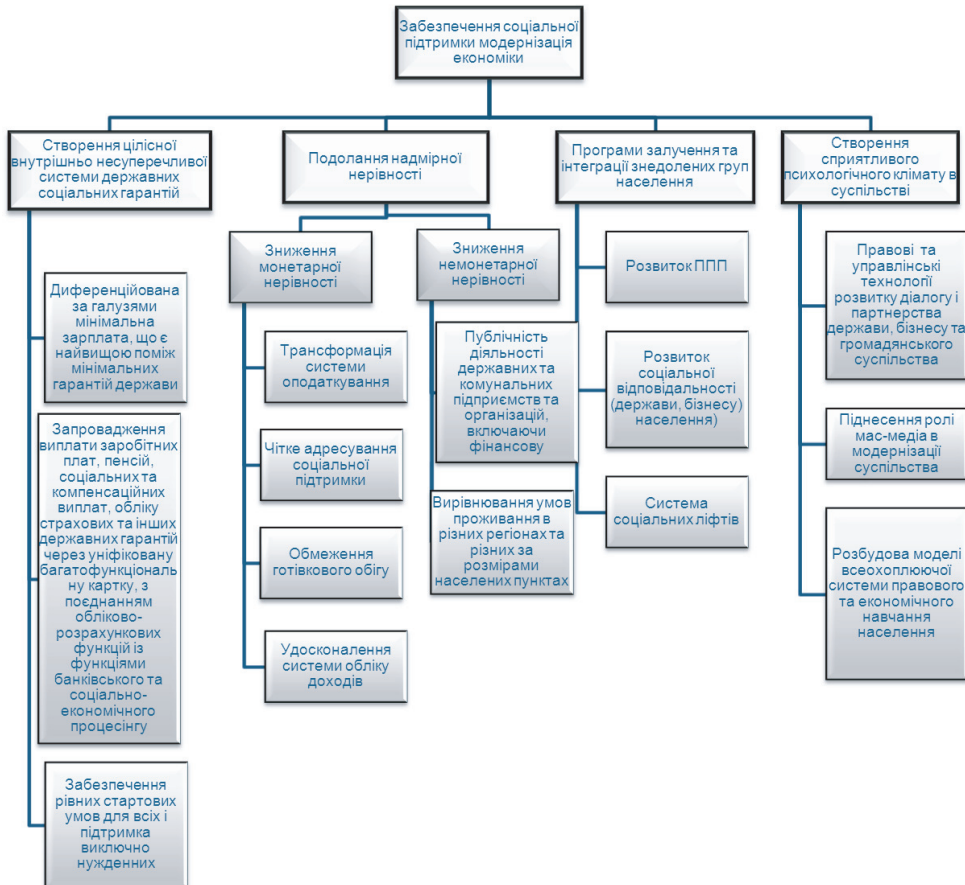 Забезпечення соціальної
підтримки модернізація
економіки
Створення цілісної
внутрішньо несуперечливої
системи державних
соціальних гарантій
Подолання надмірної
нерівності
Програми залучення та
інтеграції знедолених груп
населення
Створення
сприятливого
психологічного клімату в
суспільстві
Диференційована
за галузями
мінімальна
зарплата, що є
найвищою поміж
мінімальних
гарантій держави
Запровадження
виплати заробітних
плат, пенсій,
соціальних та
компенсаційних
виплат, обліку
страхових та інших
державних гарантій
через уніфіковану
багатофункціональ
ну картку, з
поєднанням
обліково-
розрахункових
функцій із
функціями
банківського та
соціально-
економічного
процесінгу
Забезпечення
рівних стартових
умов для всіх і
підтримка
виключно
нужденних
Зниження
монетарної
нерівності
Трансформація
системи
оподаткування
Чітке адресування
соціальної
підтримки
Обмеження
готівкового обігу
Удосконалення
системи обліку
доходів
Зниження
немонетарної
нерівності
Публічність
діяльності
державних та
комунальних
підприємств та
організацій,
включаючи
фінансову
Вирівнювання умов
проживання в
різних регіонах та
різних за
розмірами
населених пунктах
Розвиток ППП
Розвиток
соціальної
відповідальності
(держави, бізнесу)
населення)
Система
соціальних ліфтів
Правові та
управлінські
технології
розвитку діалогу і
партнерства
держави, бізнесу та
громадянського
суспільства
Піднесення ролі
мас-медіа в
модернізації
суспільства
Розбудова моделі
всеохоплюючої
системи правового
та економічного
навчання
населення